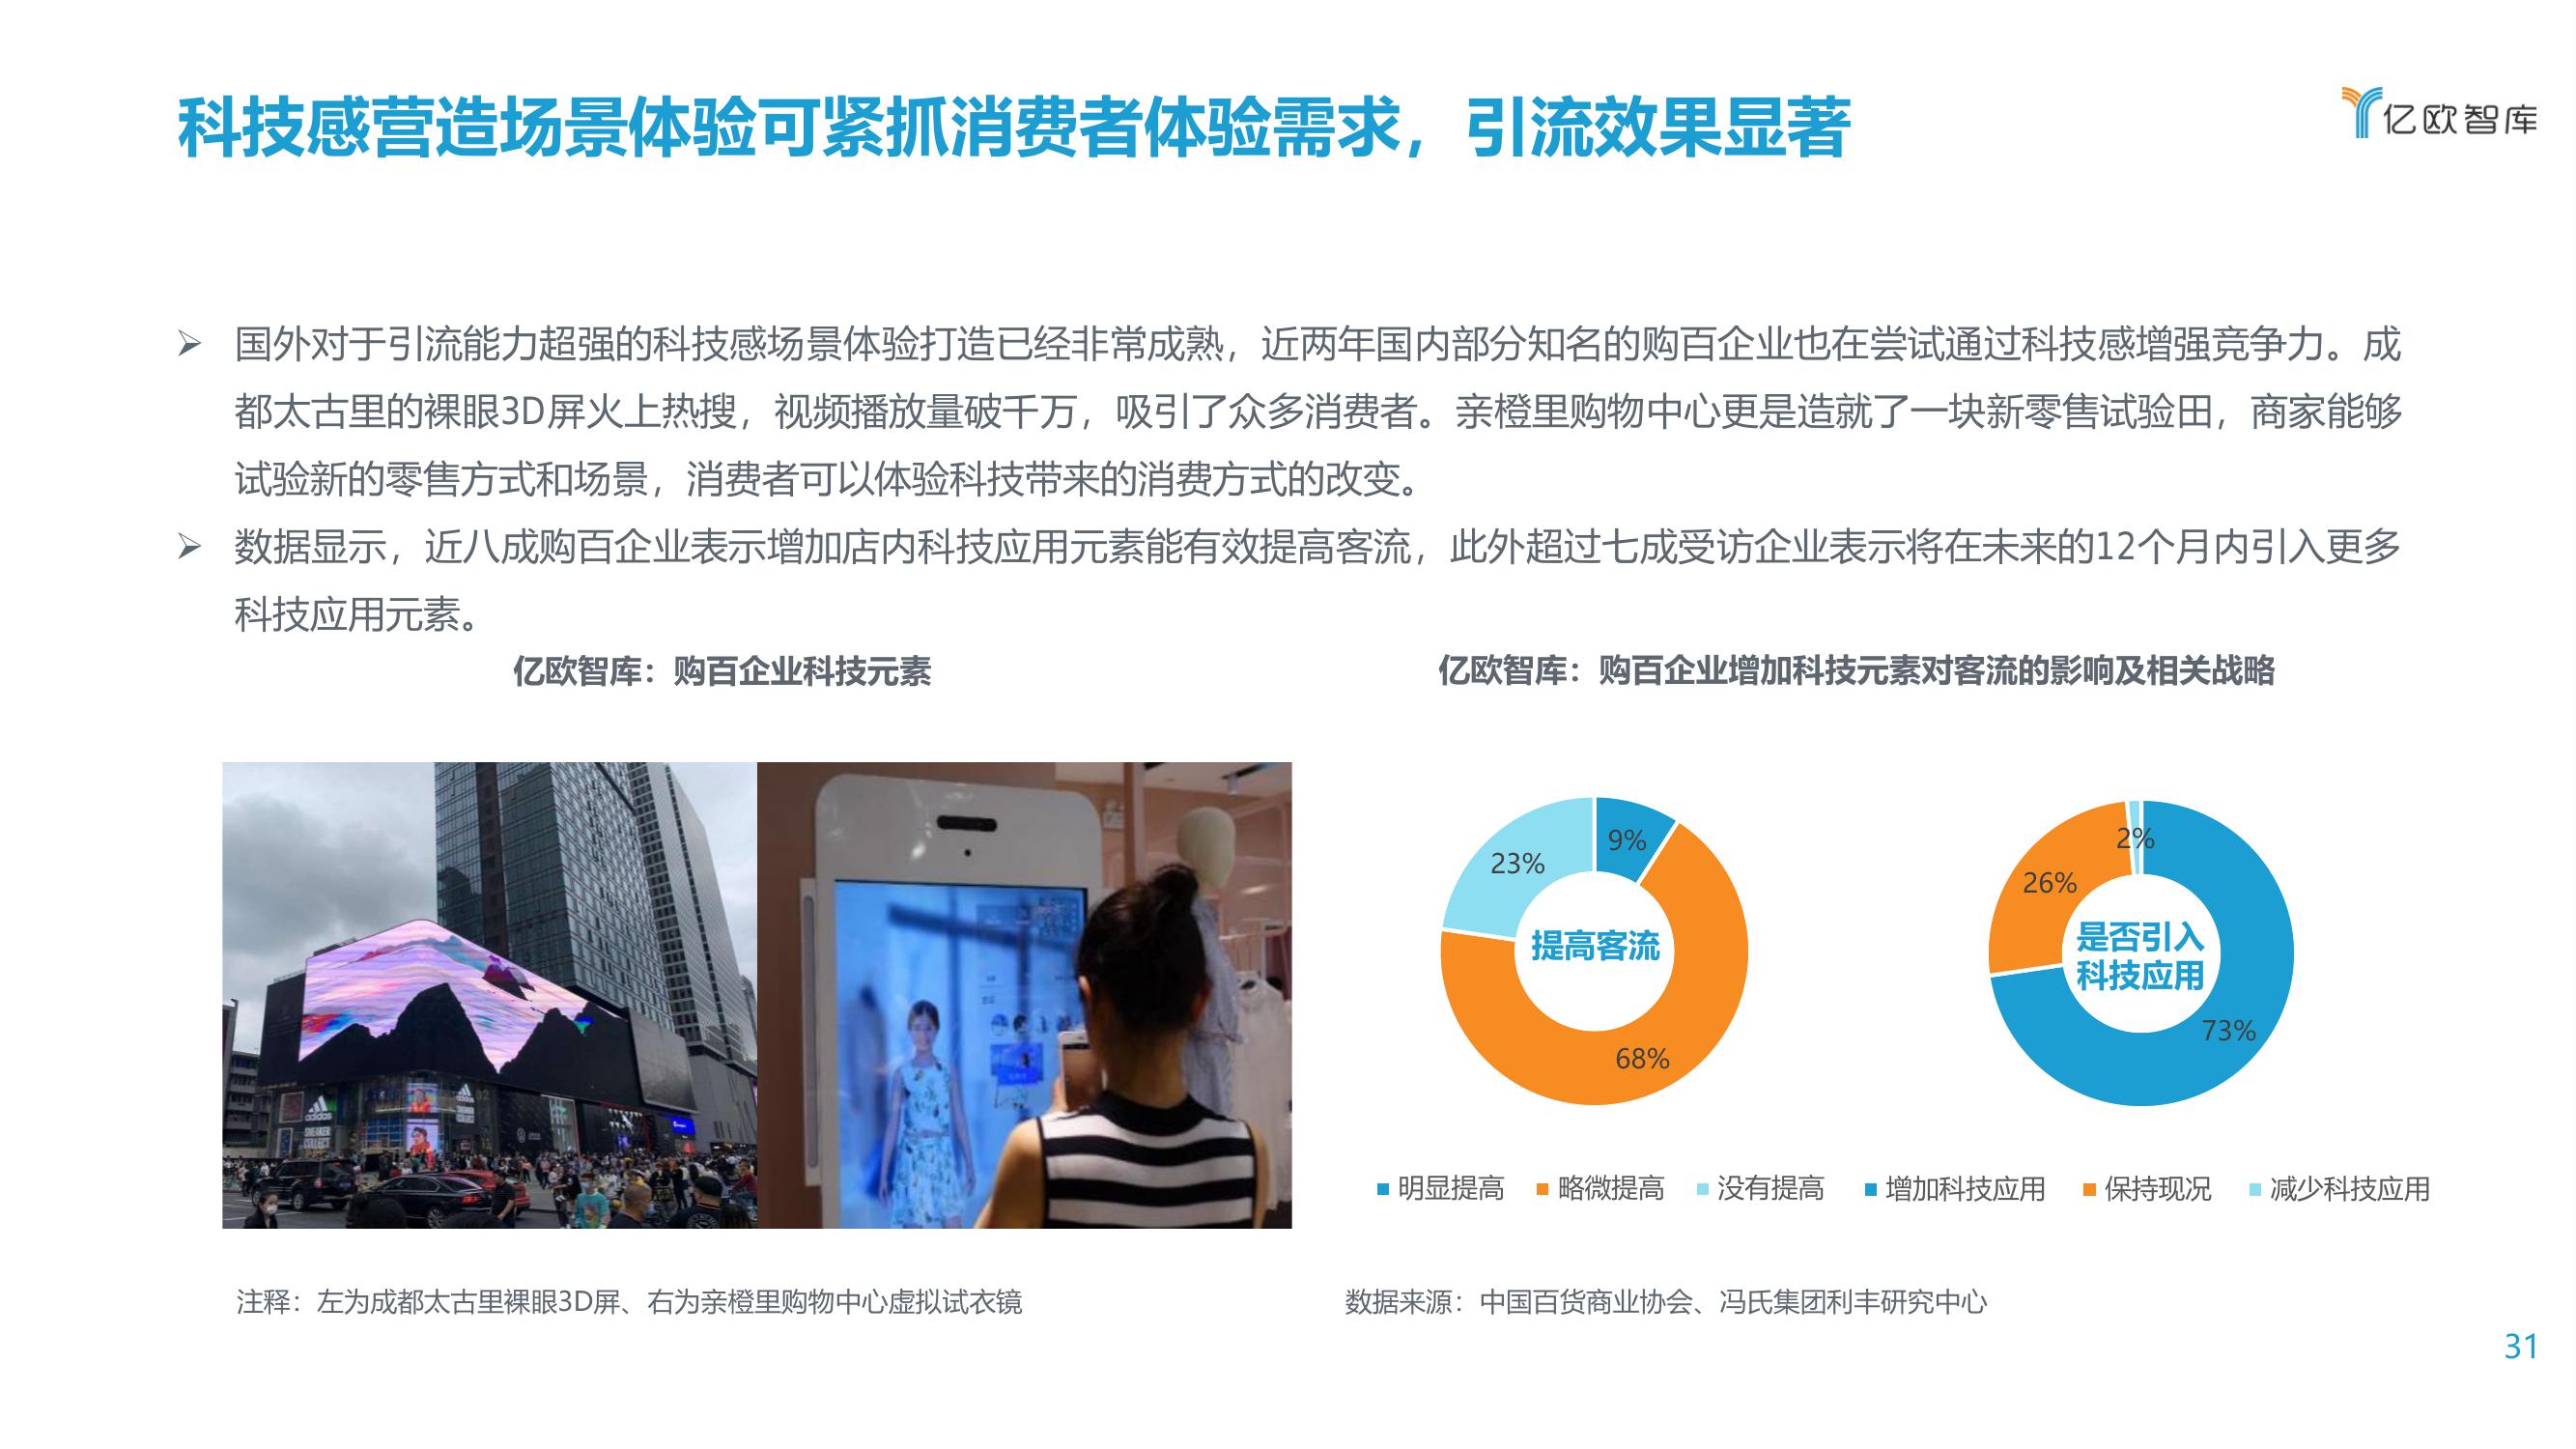 科技感营造场景体验可紧抓消费者体验需求，引流效果显著
亿欧智库
国外对于引流能力超强的科技感场景体验打造已经非常成熟，近两年国内部分知名的购百企业也在尝试通过科技感增强竞争力。成
都太古里的裸眼3D屏火上热搜，视频播放量破千万，吸引了众多消费者。亲橙里购物中心更是造就了一块新零售试验田，商家能够
试验新的零售方式和场景，消费者可以体验科技带来的消费方式的改变。
数据显示，近八成购百企业表示增加店内科技应用元素能有效提高客流，此外超过七成受访企业表示将在未来的12个月内引入更多
科技应用元素。
亿欧智库：购百企业科技元素
adidas
SNEAKER
COLLECT
亿欧智库：购百企业增加科技元素对客流的影响及相关战略
9%
23%
提高客流
68%
2%
26%
是否引入
科技应用
73%
明显提高 略微提高 没有提高
增加科技应用 保持现况 减少科技应用
注释：左为成都太古里裸眼3D屏、右为亲橙里购物中心虚拟试衣镜
数据来源：中国百货商业协会、冯氏集团利丰研究中心
31